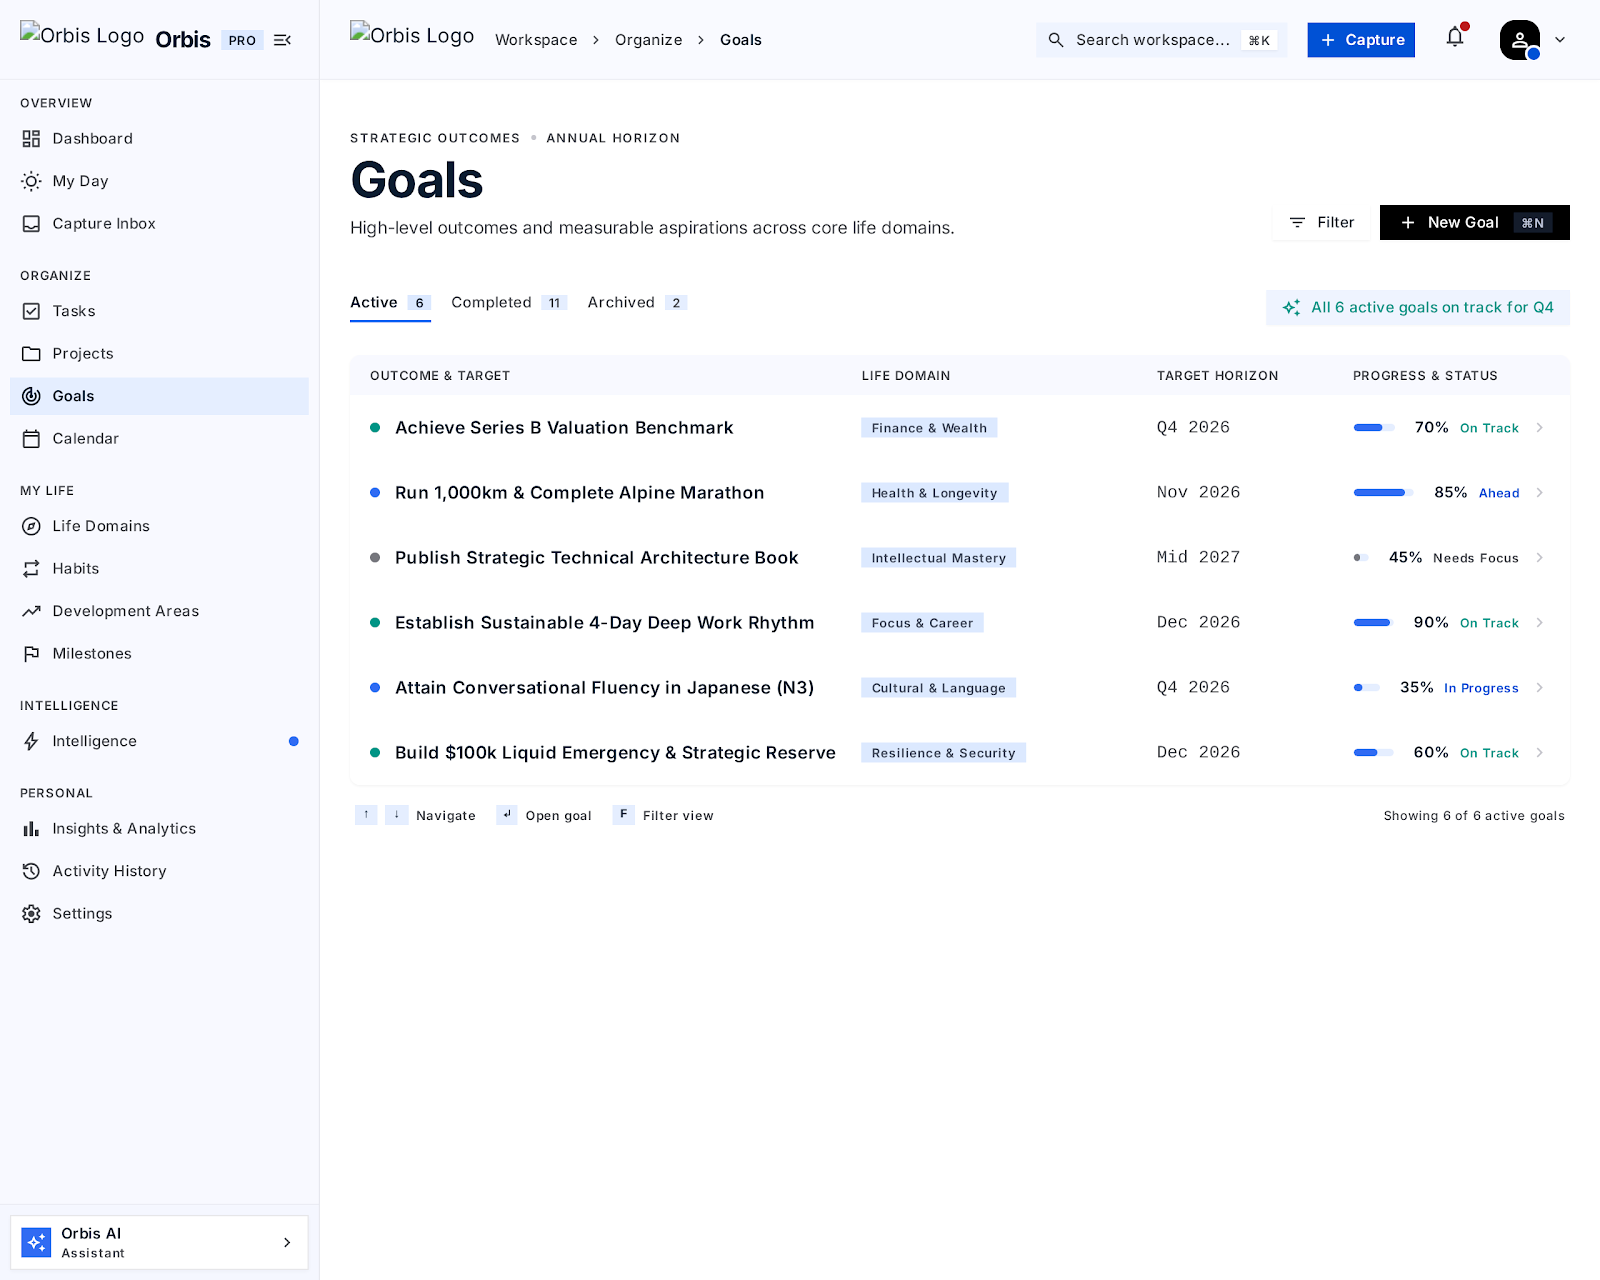 Orbis Logo Orbis PRO
OVERVIEW
Dashboard
My Day
Capture Inbox
ORGANIZE
Tasks
Projects
Goals
Calendar
MY LIFE
Life Domains
Habits
Development Areas
Milestones
INTELLIGENCE
Intelligence
PERSONAL
Insights & Analytics
Activity History
Settings
Orbis AI
Assistant
Orbis Logo Workspace Organize Goals
Search workspace... ⌘K
Capture
STRATEGIC OUTCOMES • ANNUAL HORIZON
Goals
High-level outcomes and measurable aspirations across core life domains.
Filter
New Goal ⌘N
Active 6 Completed 11 Archived 2
All 6 active goals on track for Q4
OUTCOME & TARGET LIFE DOMAIN TARGET HORIZON PROGRESS & STATUS
Achieve Series B Valuation Benchmark Finance & Wealth Q4 2026 70% On Track
Run 1,000km & Complete Alpine Marathon Health & Longevity Nov 2026 85% Ahead
Publish Strategic Technical Architecture Book Intellectual Mastery Mid 2027 45% Needs Focus
Establish Sustainable 4-Day Deep Work Rhythm Focus & Career Dec 2026 90% On Track
Attain Conversational Fluency in Japanese (N3) Cultural & Language Q4 2026 35% In Progress
Build $100k Liquid Emergency & Strategic Reserve Resilience & Security Dec 2026 60% On Track
↑ ↓ Navigate ↵ Open goal F Filter view
Showing 6 of 6 active goals